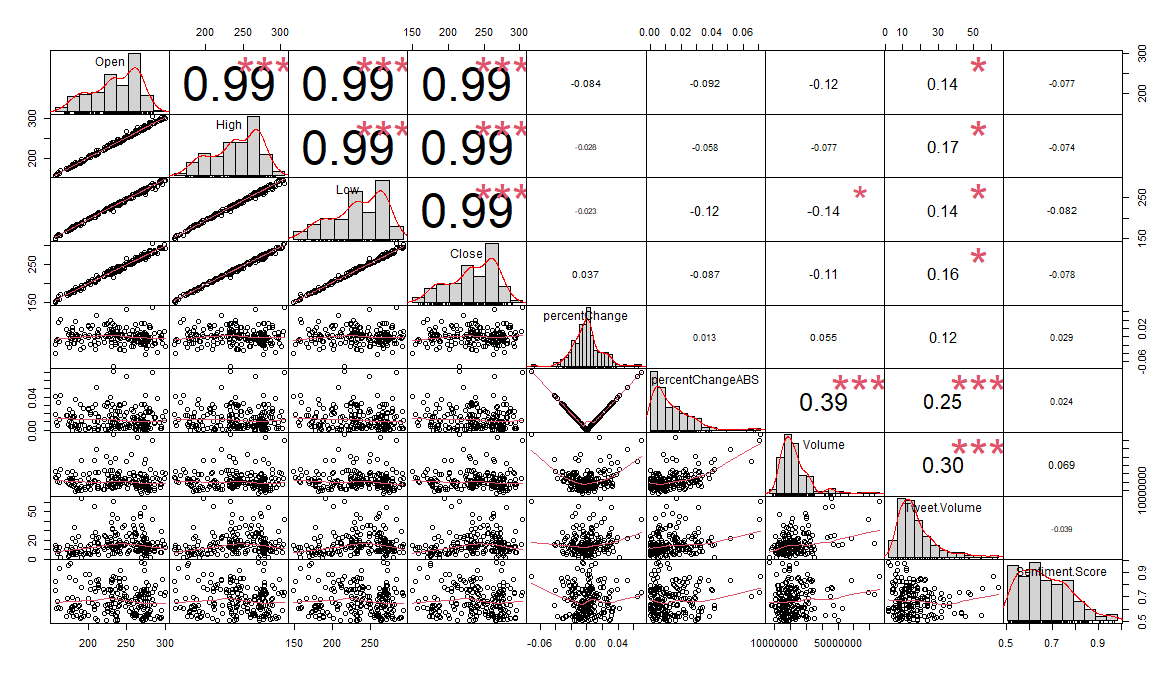 200 250 300 150 200 250 300 0.00 0.02 0.04 0.06 0 10 30 50
Open 0.99 *** 0.99 *** 0.99 *** -0.084 -0.092 -0.12 0.14 * -0.077 200 300
200 300 High 0.99 *** 0.99 *** -0.028 -0.058 -0.077 0.17 * -0.074
Low 0.99 *** -0.023 -0.12 -0.14 * 0.14 * -0.082 150 250
150 250 Close 0.037 -0.087 -0.11 0.16 * -0.078
percentChange 0.013 0.055 0.12 0.029 -0.06 0.02
0.00 0.04 percentChangeABS 0.39 *** 0.25 *** 0.024
Volume 0.30 *** 0.069 10000000
0 20 50 Tweet.Volume -0.039
Sentiment.Score 0.5 0.7 0.9
200 250 300 150 200 250 -0.06 0.00 0.04 10000000 50000000 0.5 0.7 0.9